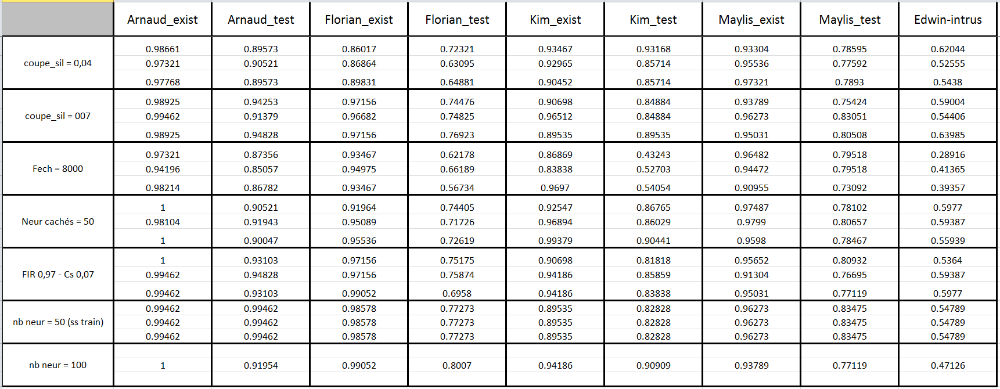 Arnaud_exist Arnaud_test Florian_exist Florian_test Kim_exist Kim_test Maylis_exist Maylis_test Edwin-intrus
0.98661 0.89573 0.86017 0.72321 0.93467 0.93168 0.93304 0.78595 0.62044
coupe_sil = 0,04 0.97321 0.90521 0.86864 0.63095 0.92965 0.85714 0.95536 0.77592 0.52555
0.97768 0.89573 0.89831 0.64881 0.90452 0.85714 0.97321 0.7893 0.5438
0.98925 0.94253 0.97156 0.74476 0.90698 0.84884 0.93789 0.75424 0.59004
coupe_sil = 007 0.99462 0.91379 0.96682 0.74825 0.96512 0.84884 0.96273 0.83051 0.54406
0.98925 0.94828 0.97156 0.76923 0.89535 0.89535 0.95031 0.80508 0.63985
0.97321 0.87356 0.93467 0.62178 0.86869 0.43243 0.96482 0.79518 0.28916
Fech = 8000 0.94196 0.85057 0.94975 0.66189 0.83838 0.52703 0.94472 0.79518 0.41365
0.98214 0.86782 0.93467 0.56734 0.9697 0.54054 0.90955 0.73092 0.39357
1 0.90521 0.91964 0.74405 0.92547 0.86765 0.97487 0.78102 0.5977
Neur cachés = 50 0.98104 0.91943 0.95089 0.71726 0.96894 0.86029 0.9799 0.80657 0.59387
1 0.90047 0.95536 0.72619 0.99379 0.90441 0.9598 0.78467 0.55939
1 0.93103 0.97156 0.75175 0.90698 0.81818 0.95652 0.80932 0.5364
FIR 0,97 - Cs 0,07 0.99462 0.94828 0.97156 0.75874 0.94186 0.85859 0.91304 0.76695 0.59387
0.99462 0.93103 0.99052 0.6958 0.94186 0.83838 0.95031 0.77119 0.5977
0.99462 0.99462 0.98578 0.77273 0.89535 0.82828 0.96273 0.83475 0.54789
nb neur = 50 (ss train) 0.99462 0.99462 0.98578 0.77273 0.89535 0.82828 0.96273 0.83475 0.54789
0.99462 0.99462 0.98578 0.77273 0.89535 0.82828 0.96273 0.83475 0.54789
nb neur = 100 1 0.91954 0.99052 0.8007 0.94186 0.90909 0.93789 0.77119 0.47126